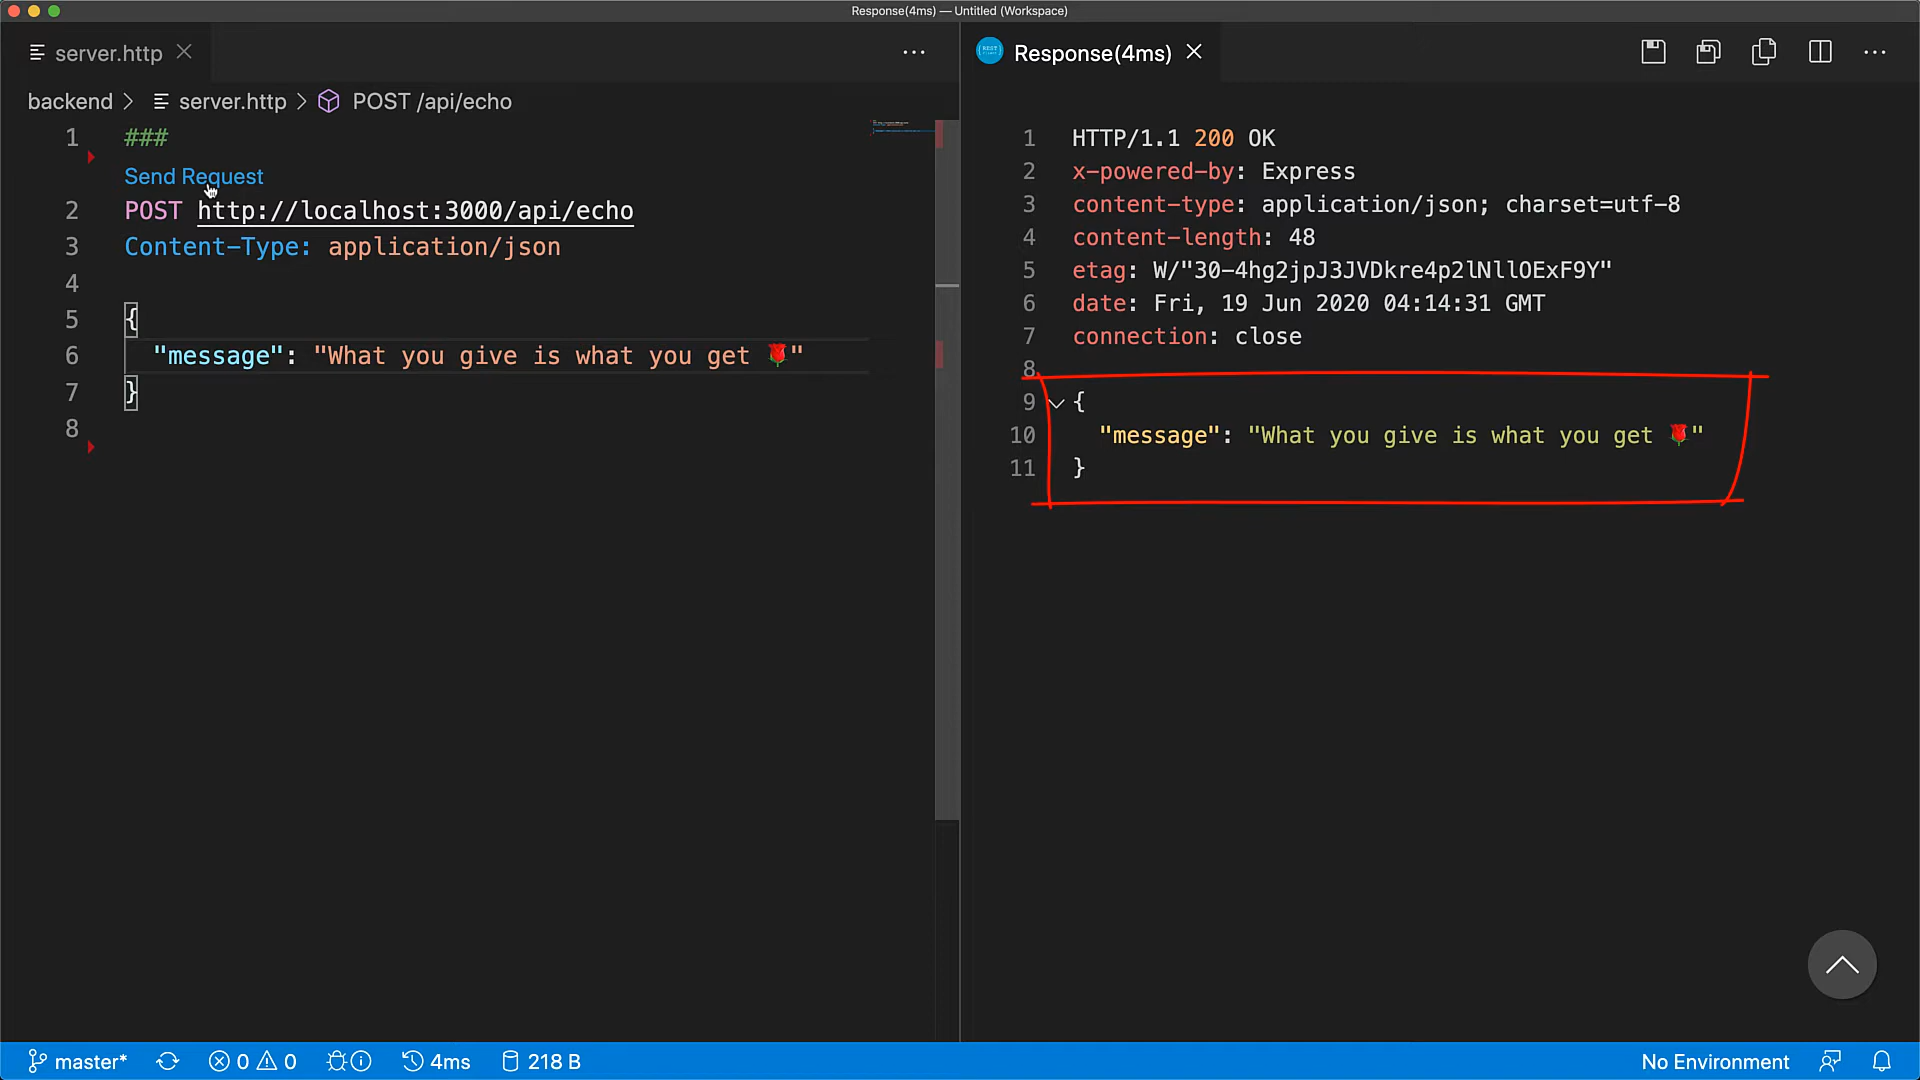 Response(4ms) — Untitled (Workspace)
server.http
backend > server.http > POST /api/echo
1 ###
Send Request
2 POST http://localhost:3000/api/echo
3 Content-Type: application/json
4
5 {
6 "message": "What you give is what you get 🌹"
7 }
8
Response(4ms)
1 HTTP/1.1 200 OK
2 x-powered-by: Express
3 content-type: application/json; charset=utf-8
4 content-length: 48
5 etag: W/"30-4hg2jpJ3JVDkre4p2lNllOExF9Y"
6 date: Fri, 19 Jun 2020 04:14:31 GMT
7 connection: close
8
9 {
10 "message": "What you give is what you get 🌹"
11 }
master* 0 0 4ms 218 B No Environment